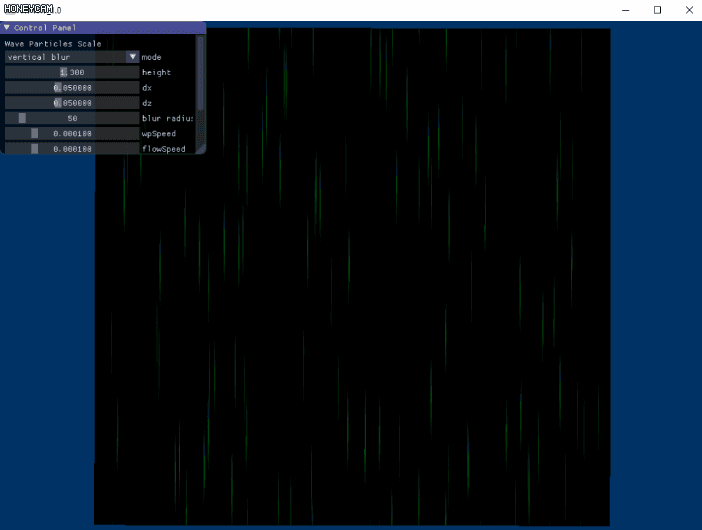 HONEYCAM
Control Panel
Wave Particles Scale
vertical blur mode
1.300 height
0.050000 dx
0.050000 dz
50 blur radiu
0.000100 wpSpeed
0.000100 flowSpeed